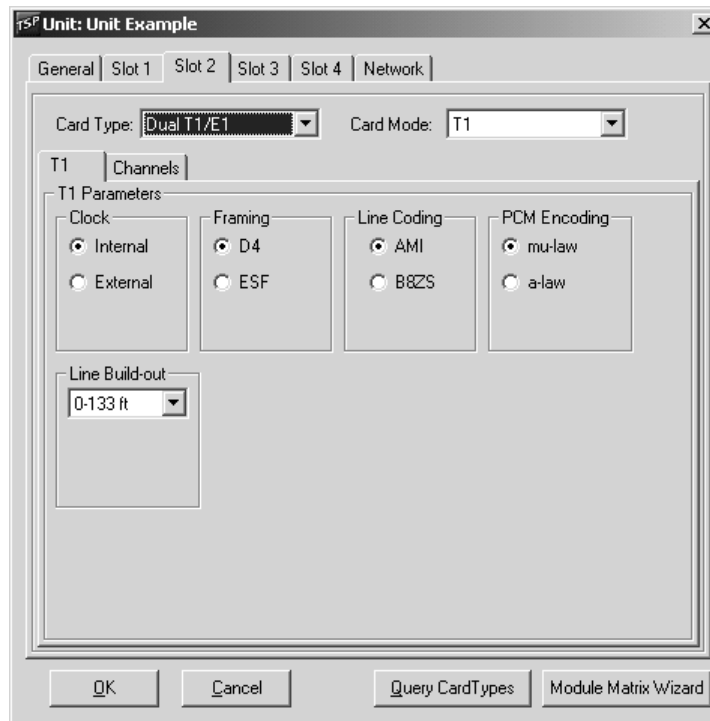 TSP Unit: Unit Example
General Slot 1 Slot 2 Slot 3 Slot 4 Network
Card Type: Dual T1/E1 Card Mode: T1
T1 Channels
T1 Parameters
Clock Framing Line Coding PCM Encoding
Internal D4 AMI mu-law
External ESF B8ZS a-law
Line Build-out
0-133 ft
OK Cancel Query CardTypes Module Matrix Wizard